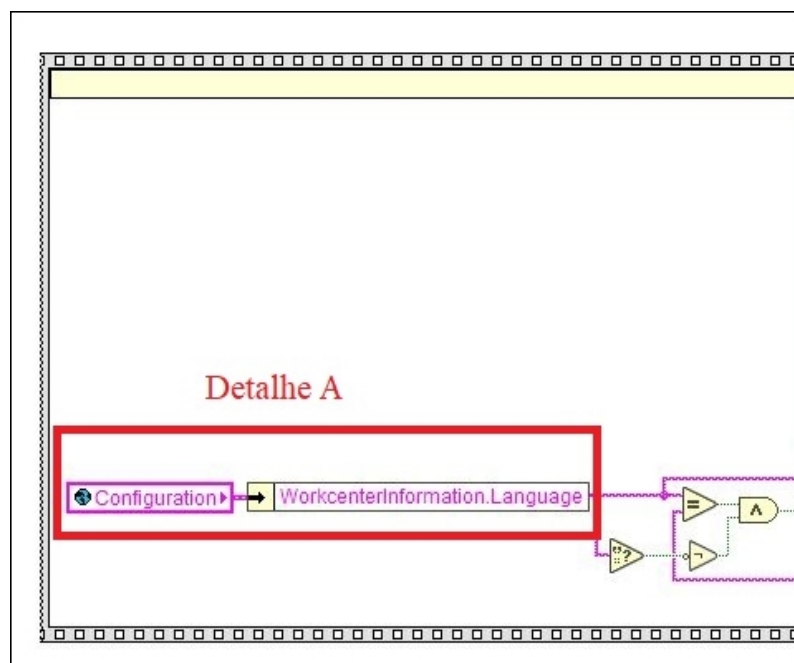 Detalhe A
Configuration
WorkcenterInformation.Language
=
∧
?
¬